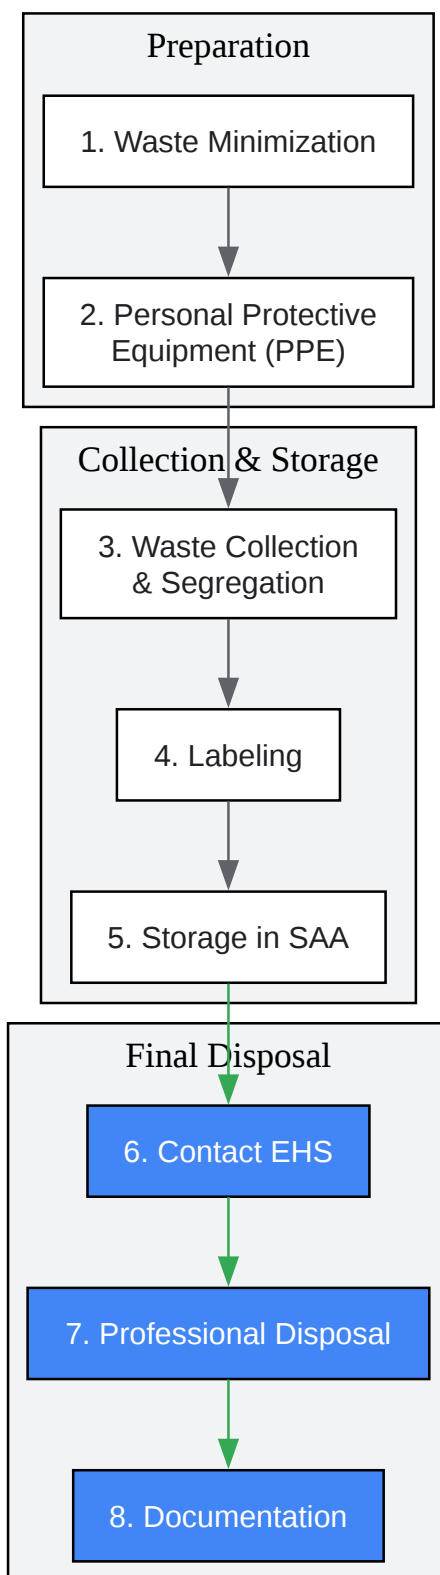 Preparation
1. Waste Minimization
2. Personal Protective
Equipment (PPE)
Collection & Storage
3. Waste Collection
& Segregation
4. Labeling
5. Storage in SAA
Final Disposal
6. Contact EHS
7. Professional Disposal
8. Documentation